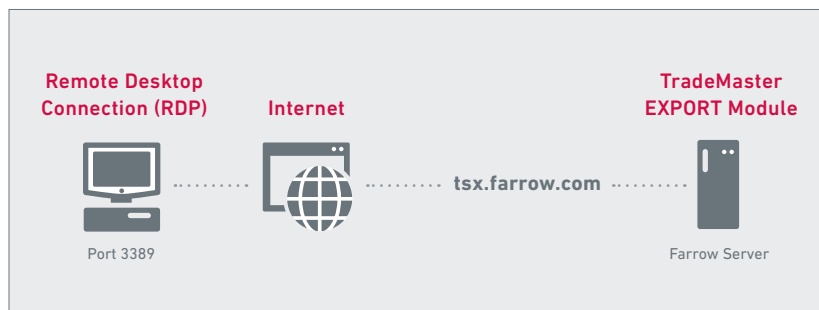 Remote Desktop
Connection (RDP)
Internet
TradeMaster
EXPORT Module
tsx.farrow.com
Port 3389
Farrow Server